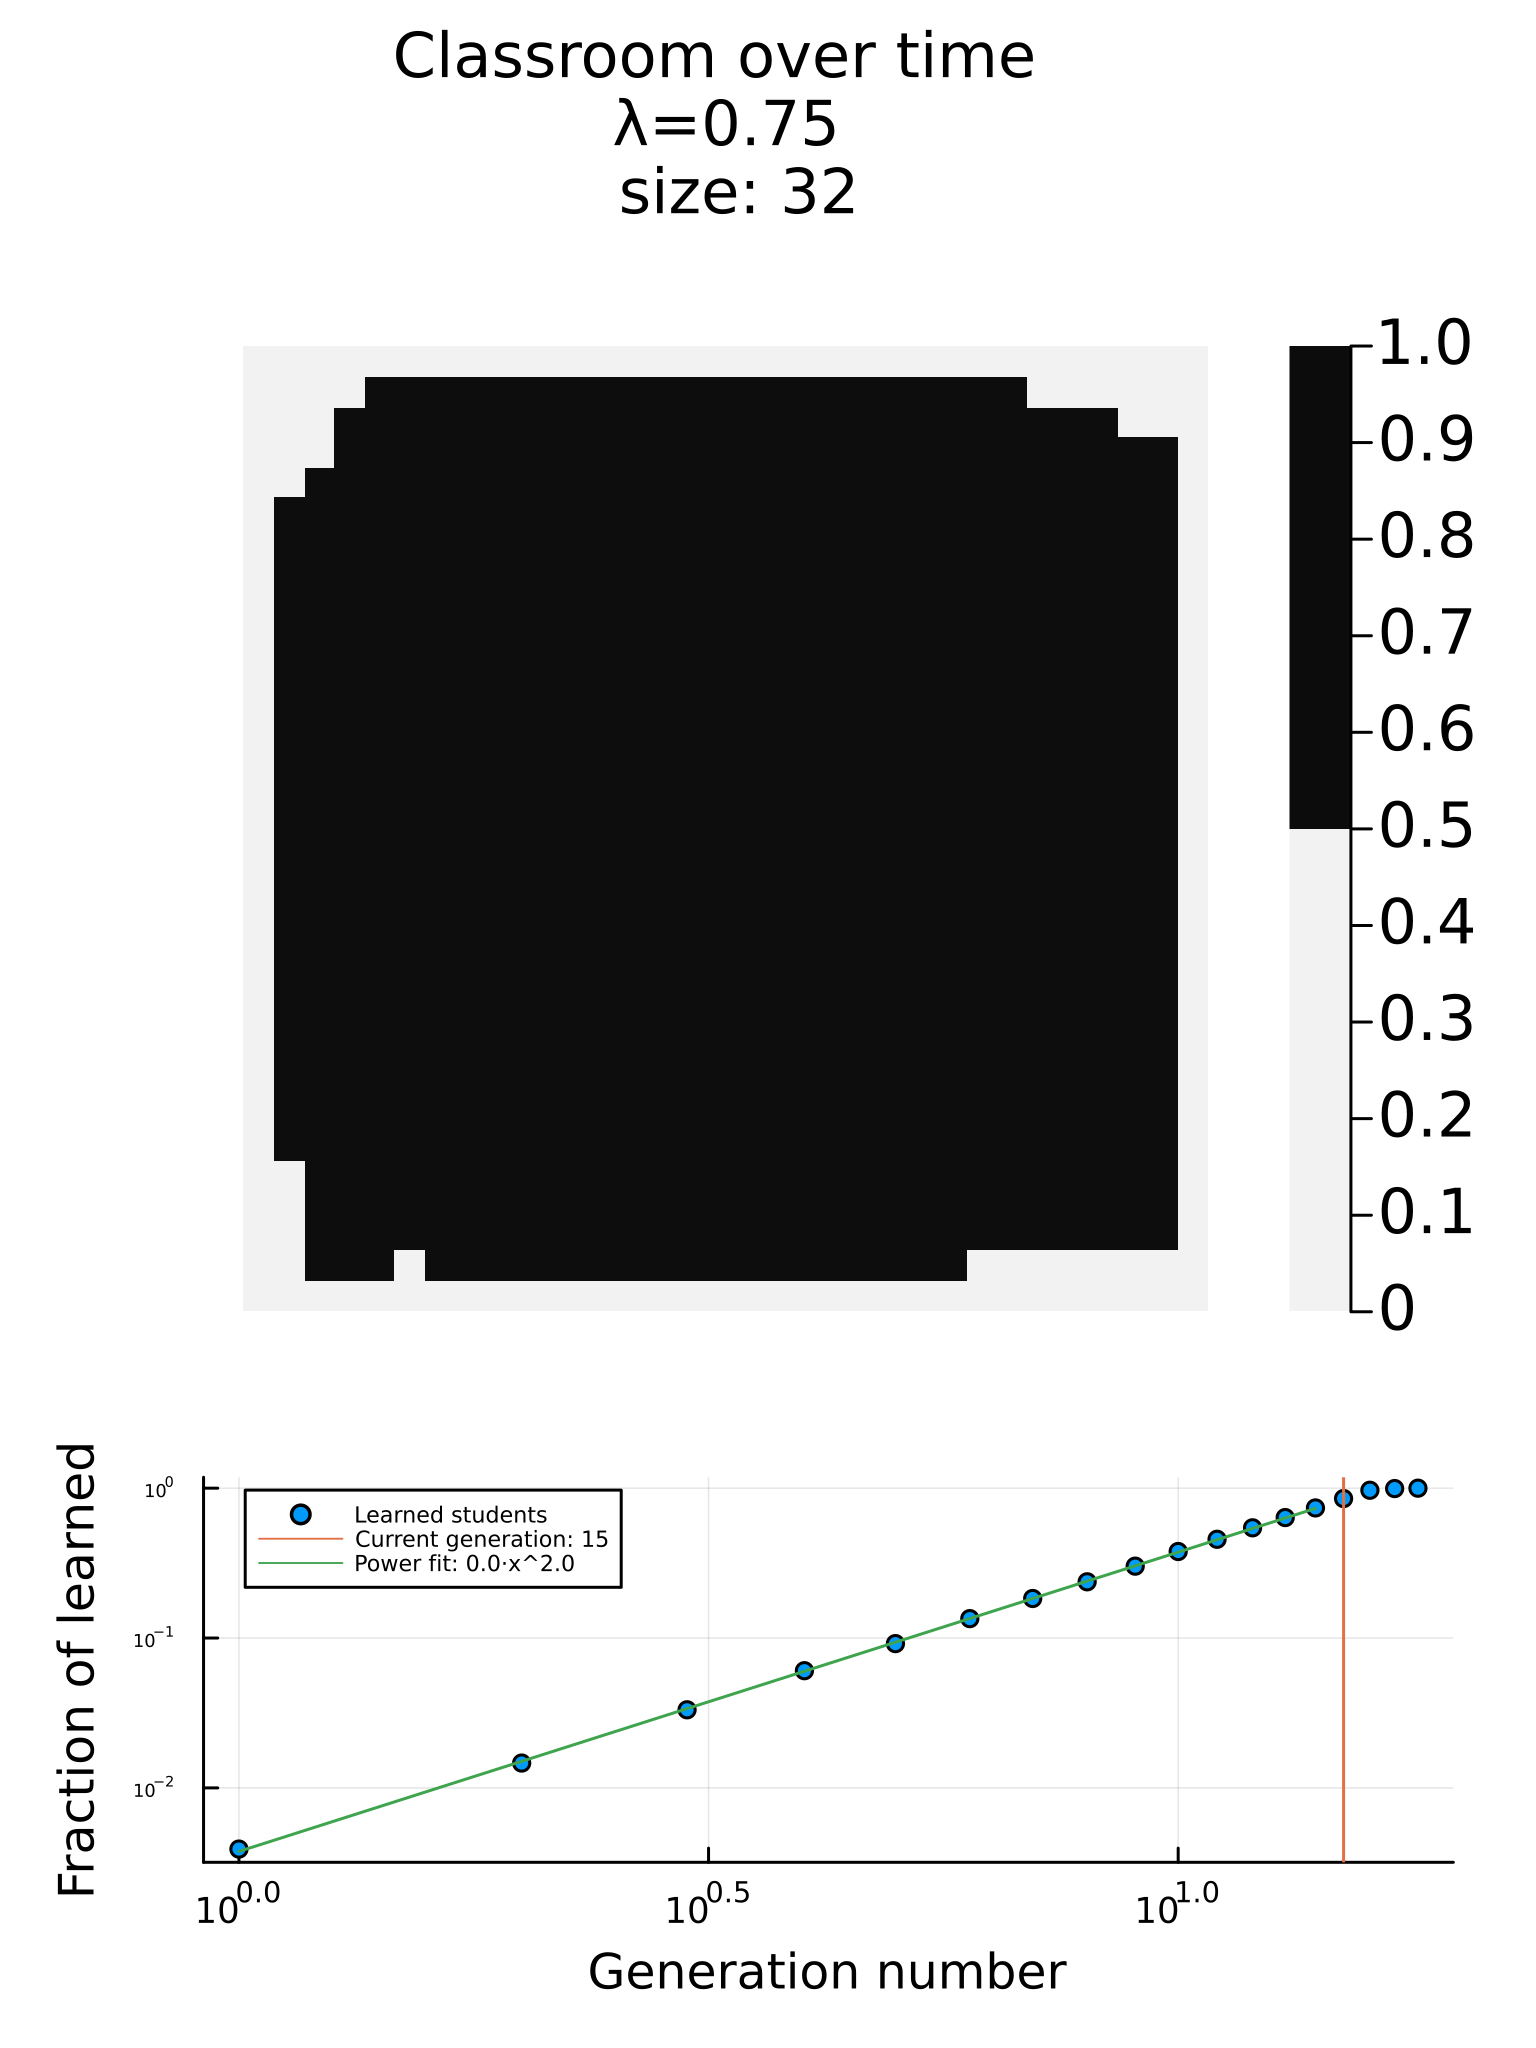 Classroom over time
λ=0.75
size: 32
1.0
0.9
0.8
0.7
0.6
0.5
0.4
0.3
0.2
0.1
0
Fraction of learned
10^0
10^−1
10^−2
Learned students
Current generation: 15
Power fit: 0.0·x^2.0
10^0.0
10^0.5
10^1.0
Generation number